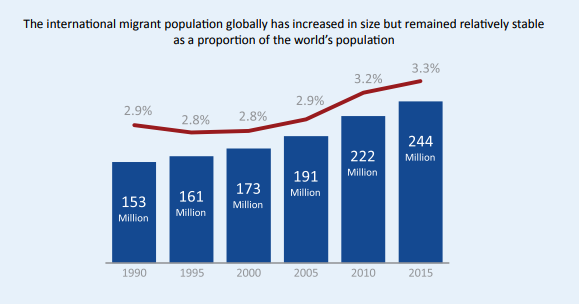 The international migrant population globally has increased in size but remained relatively stable
as a proportion of the world's population
2.9%
2.8%
2.8%
2.9%
3.2%
3.3%
153
Million
161
Million
173
Million
191
Million
222
Million
244
Million
1990 1995 2000 2005 2010 2015